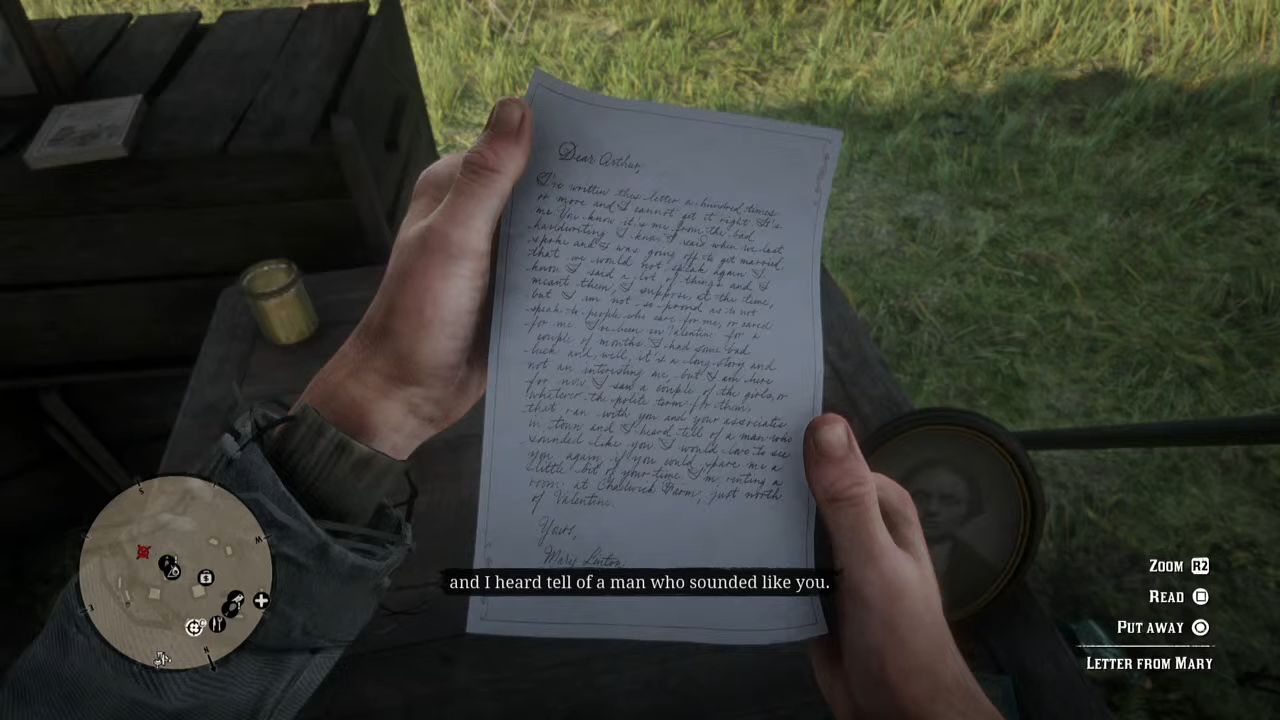 Dear Arthur,
I've written this letter a hundred times
or more and I cannot get it right It's
me You know it's me from the bad
handwriting I know I said when we last
spoke and I was going off to get married,
that we would not speak again I
know I said a lot of things and I
meant them, I suppose, at the time,
but I am not so proud as to not
speak to people who care for me, or cared
for me I've been in Valentine for a
couple of months I had some bad
luck and, well, it's a long story and
not an interesting one, but I am here
for now I saw a couple of the girls, or
whatever the polite term for them,
that ran with you and your associates
in town and I heard tell of a man who
sounded like you I would love to see
you again, if you could spare me a
little bit of your time I'm renting a
room at Chadwick Farm, just north
of Valentine.
Yours,
Mary Linton
and I heard tell of a man who sounded like you.
ZOOM R2
READ
PUT AWAY
LETTER FROM MARY
S
W
N
E